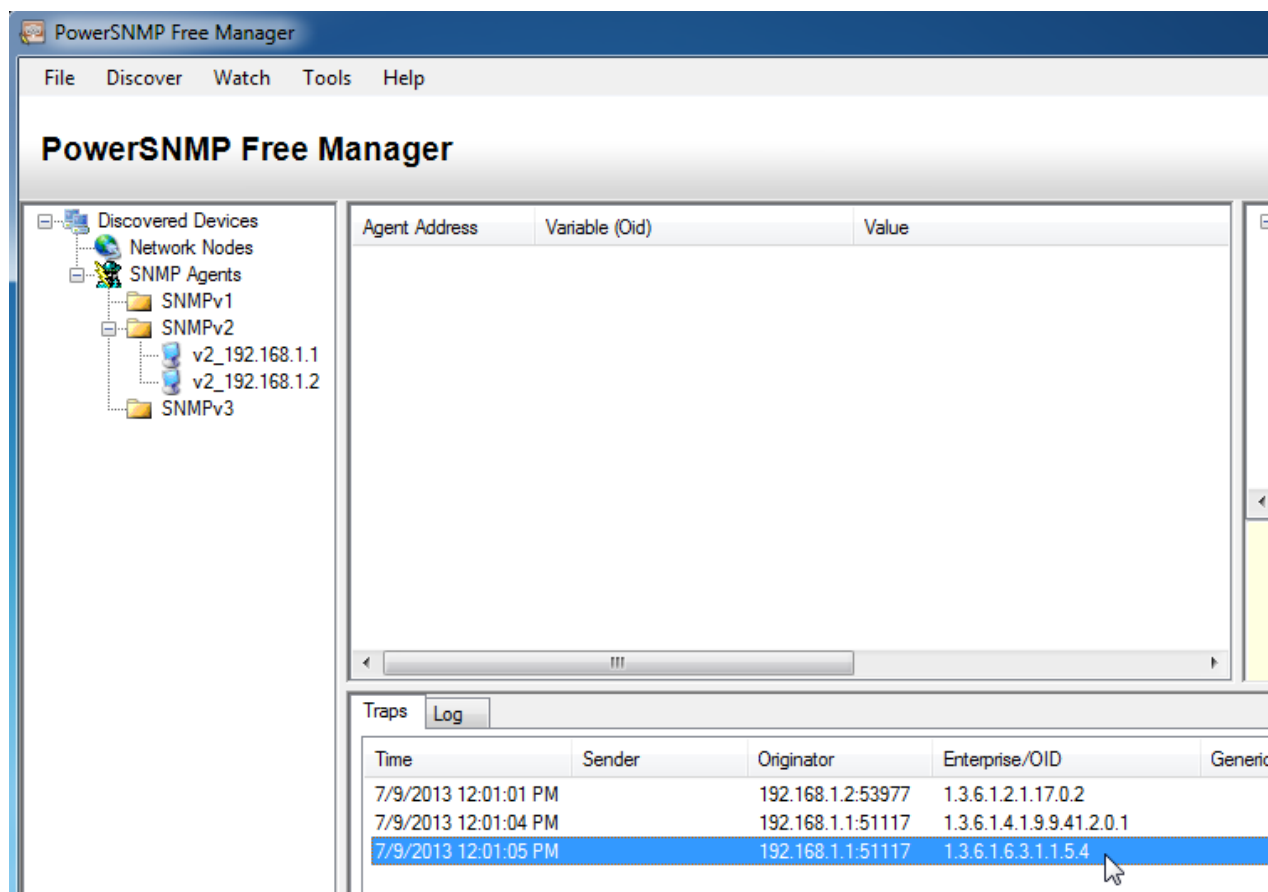 PowerSNMP Free Manager
File Discover Watch Tools Help
PowerSNMP Free Manager
Discovered Devices
Network Nodes
SNMP Agents
SNMPv1
SNMPv2
v2_192.168.1.1
v2_192.168.1.2
SNMPv3
Agent Address Variable (Oid) Value
Traps Log
Time Sender Originator Enterprise/OID Generic
7/9/2013 12:01:01 PM 192.168.1.2:53977 1.3.6.1.2.1.17.0.2
7/9/2013 12:01:04 PM 192.168.1.1:51117 1.3.6.1.4.1.9.9.41.2.0.1
7/9/2013 12:01:05 PM 192.168.1.1:51117 1.3.6.1.6.3.1.1.5.4